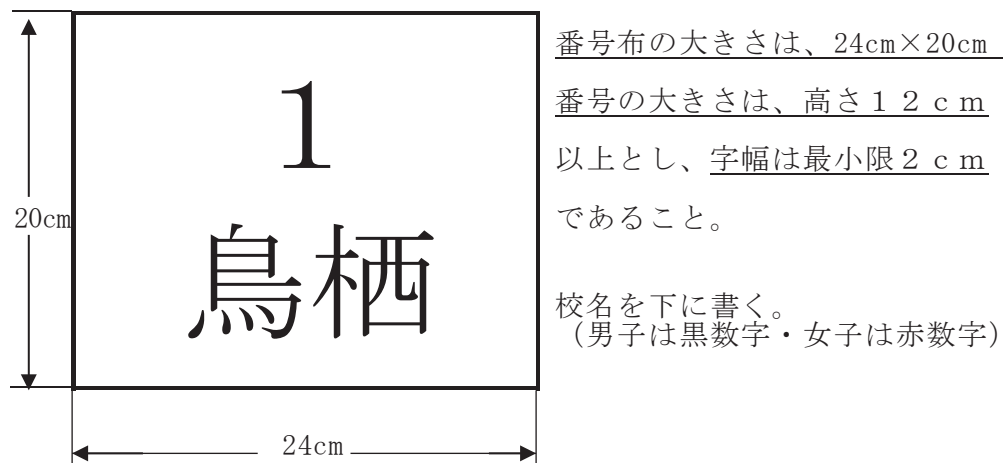 1
鳥栖
20cm
24cm
番号布の大きさは、24cm×20cm
番号の大きさは、高さ12cm
以上とし、字幅は最小限2cm
であること。
校名を下に書く。
(男子は黒数字・女子は赤数字)